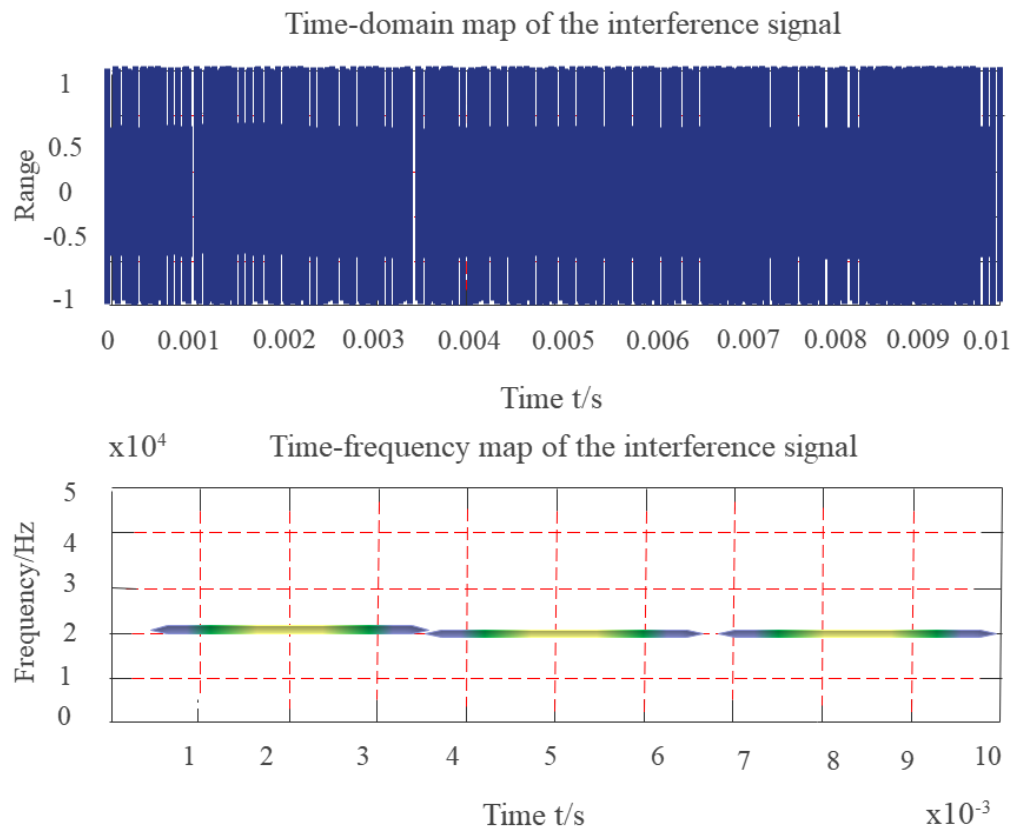 Time-domain map of the interference signal
1
0.5
0
-0.5
-1
Range
0 0.001 0.002 0.003 0.004 0.005 0.006 0.007 0.008 0.009 0.01
Time t/s
x10⁴ Time-frequency map of the interference signal
5
4
3
2
1
0
Frequency/Hz
1 2 3 4 5 6 7 8 9 10
Time t/s x10⁻³